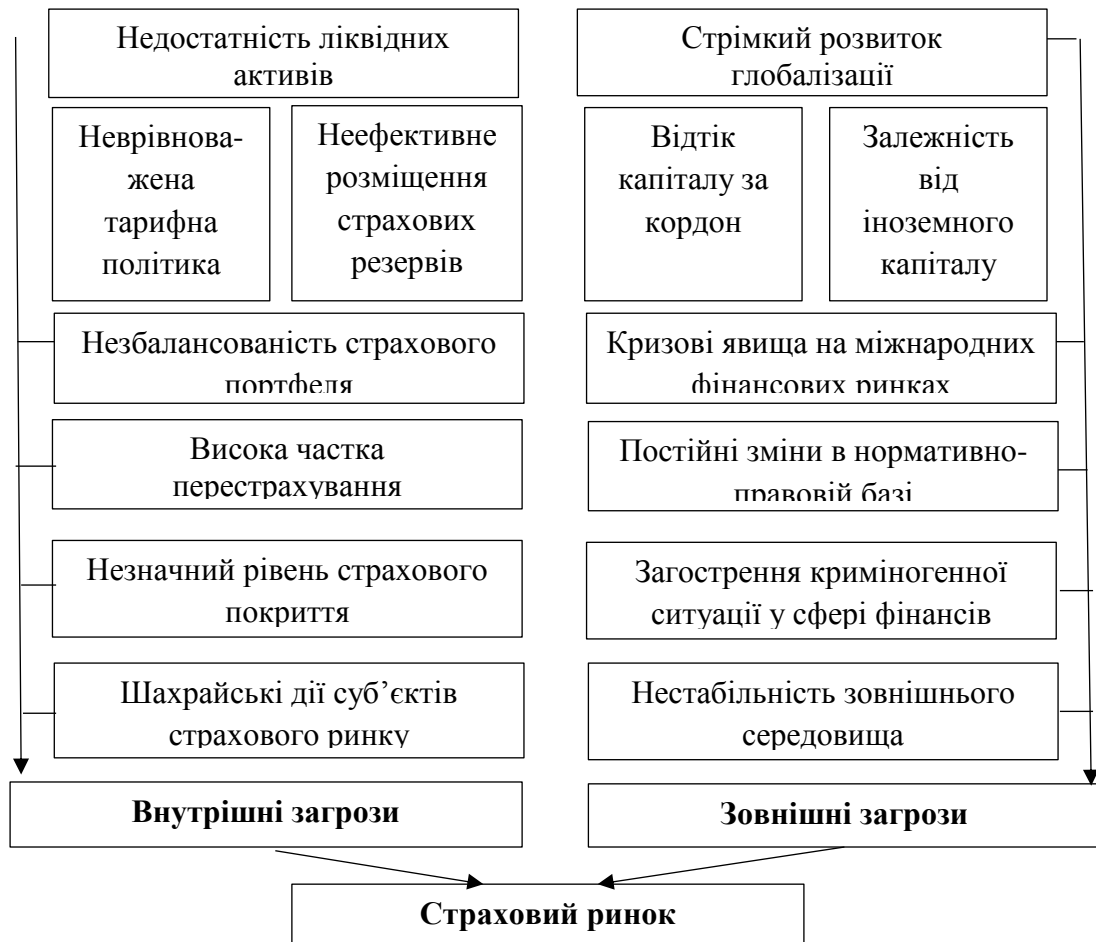 Недостатність ліквідних
активів
Неврівнова-
жена
тарифна
політика
Неефективне
розміщення
страхових
резервів
Незбалансованість страхового
портфеля
Висока частка
перестрахування
Незначний рівень страхового
покриття
Шахрайські дії суб’єктів
страхового ринку
Внутрішні загрози
Стрімкий розвиток
глобалізації
Відтік
капіталу за
кордон
Залежність
від
іноземного
капіталу
Кризові явища на міжнародних
фінансових ринках
Постійні зміни в нормативно-
правовій базі
Загострення криміногенної
ситуації у сфері фінансів
Нестабільність зовнішнього
середовища
Зовнішні загрози
Страховий ринок